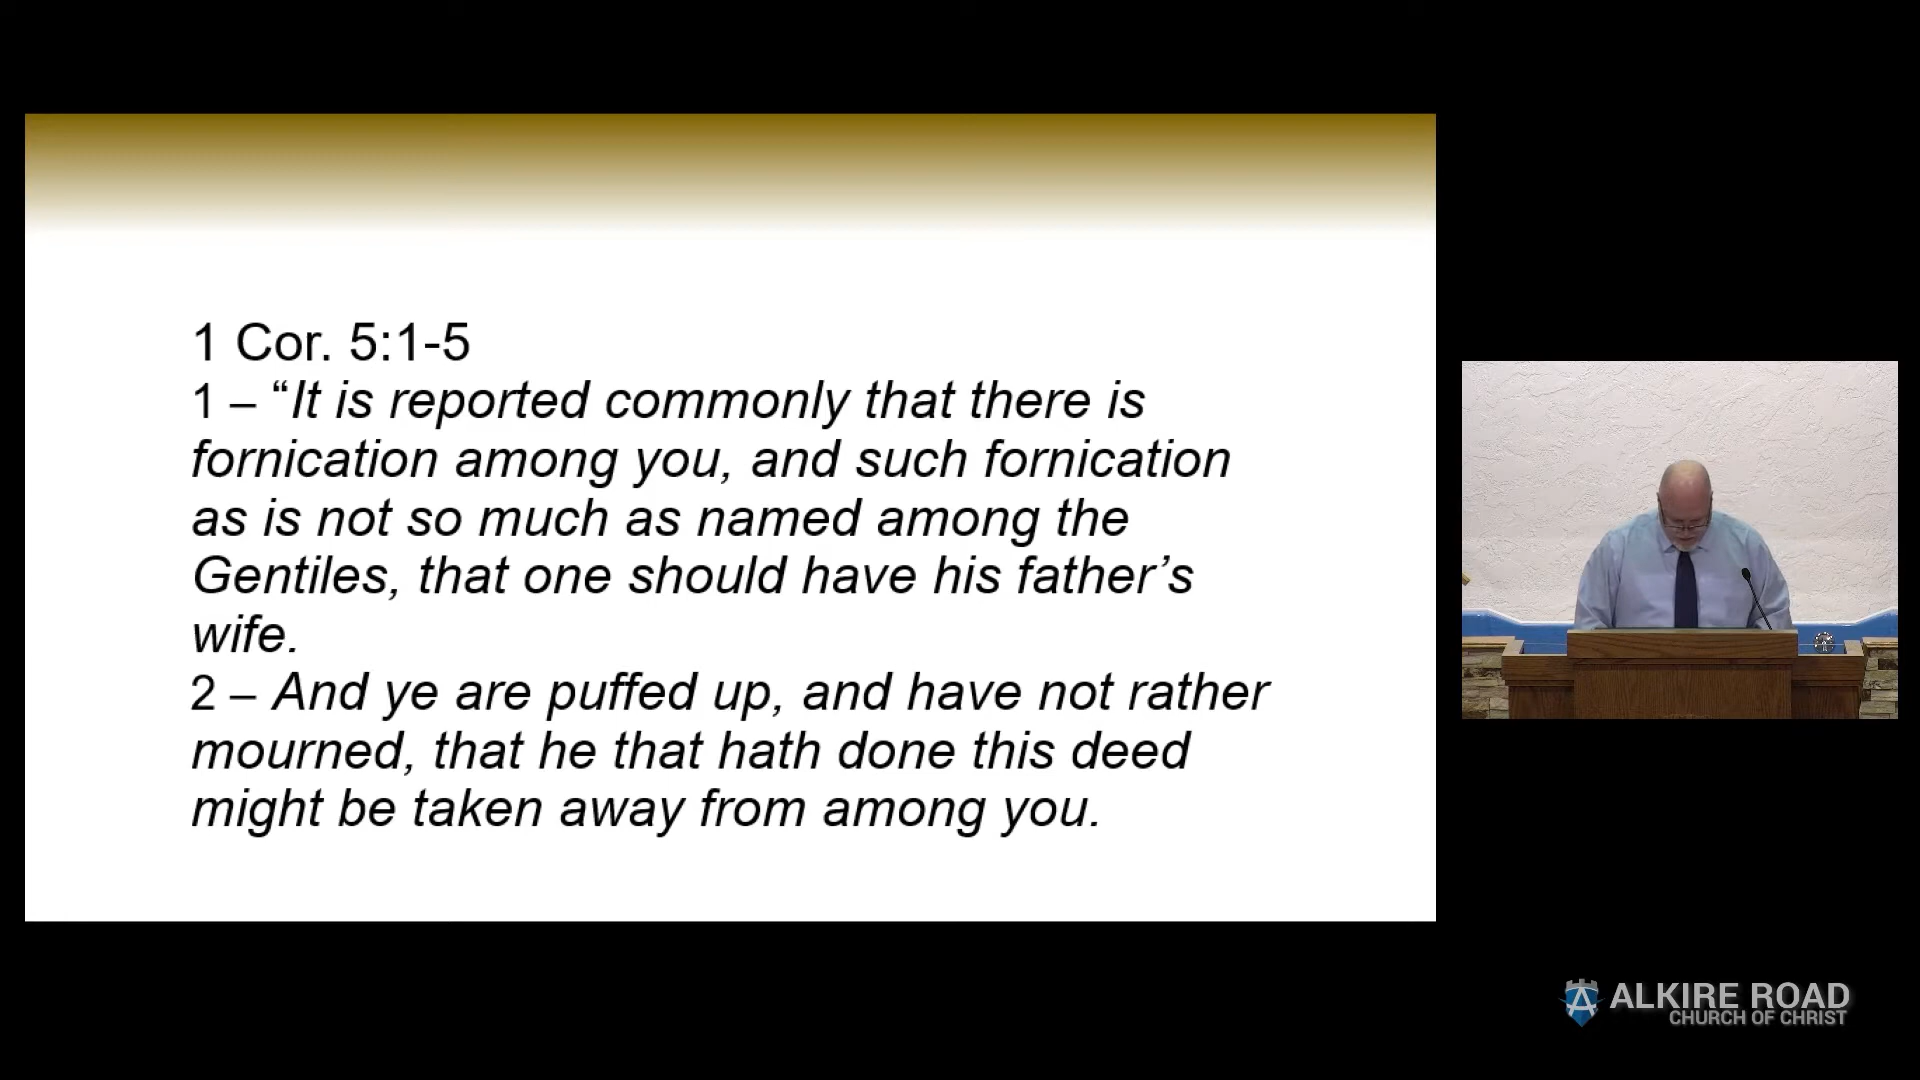 1 Cor. 5:1-5
1 – “It is reported commonly that there is
fornication among you, and such fornication
as is not so much as named among the
Gentiles, that one should have his father’s
wife.
2 – And ye are puffed up, and have not rather
mourned, that he that hath done this deed
might be taken away from among you.
ALKIRE ROAD
CHURCH OF CHRIST